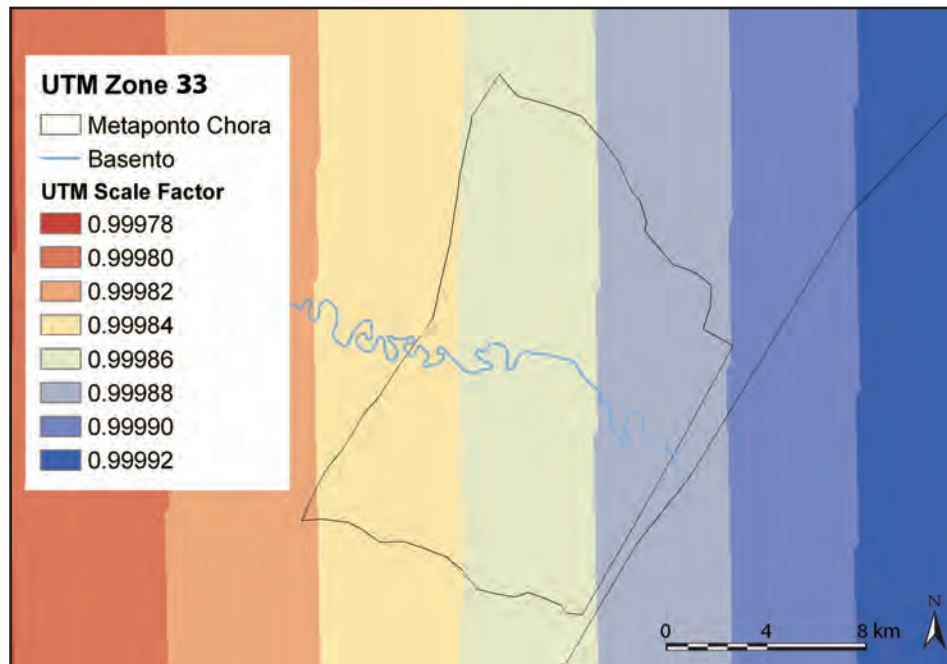 UTM Zone 33
Metaponto Chora
Basento
UTM Scale Factor
0.99978
0.99980
0.99982
0.99984
0.99986
0.99988
0.99990
0.99992
N
0 4 8 km